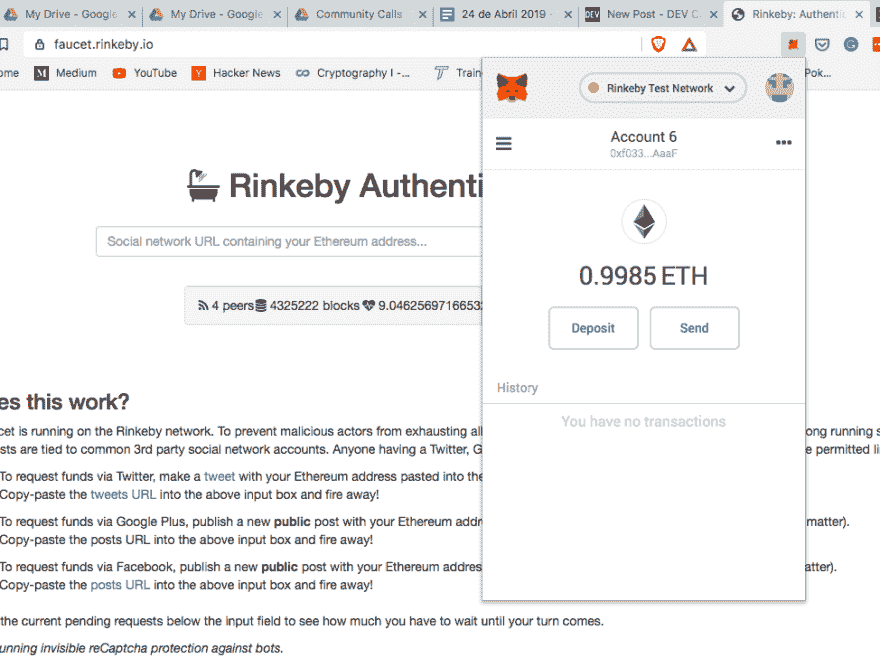 My Drive - Google
My Drive - Google
Community Calls
24 de Abril 2019 -
DEV New Post - DEV C
Rinkeby: Authentic
faucet.rinkeby.io
ome
M Medium
YouTube
Y Hacker News
Cryptography I -...
Train
Pok...
Rinkeby Test Network
Account 6
0xf033...AaaF
Rinkeby Authenti
Social network URL containing your Ethereum address...
4 peers 4325222 blocks 9.0462569716653
0.9985 ETH
Deposit
Send
History
You have no transactions
es this work?
cet is running on the Rinkeby network. To prevent malicious actors from exhausting al
ong running s
sts are tied to common 3rd party social network accounts. Anyone having a Twitter, G
e permitted li
To request funds via Twitter, make a tweet with your Ethereum address pasted into the
Copy-paste the tweets URL into the above input box and fire away!
To request funds via Google Plus, publish a new public post with your Ethereum addr
matter).
Copy-paste the posts URL into the above input box and fire away!
To request funds via Facebook, publish a new public post with your Ethereum addres
atter).
Copy-paste the posts URL into the above input box and fire away!
the current pending requests below the input field to see how much you have to wait until your turn comes.
unning invisible reCaptcha protection against bots.